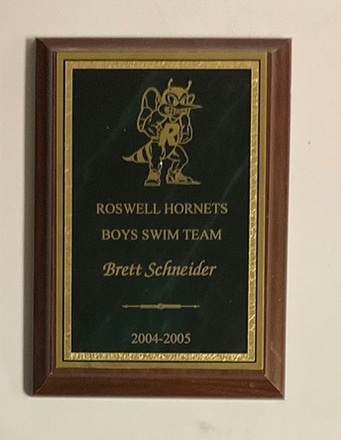 R
ROSWELL HORNETS
BOYS SWIM TEAM
Brett Schneider
2004-2005